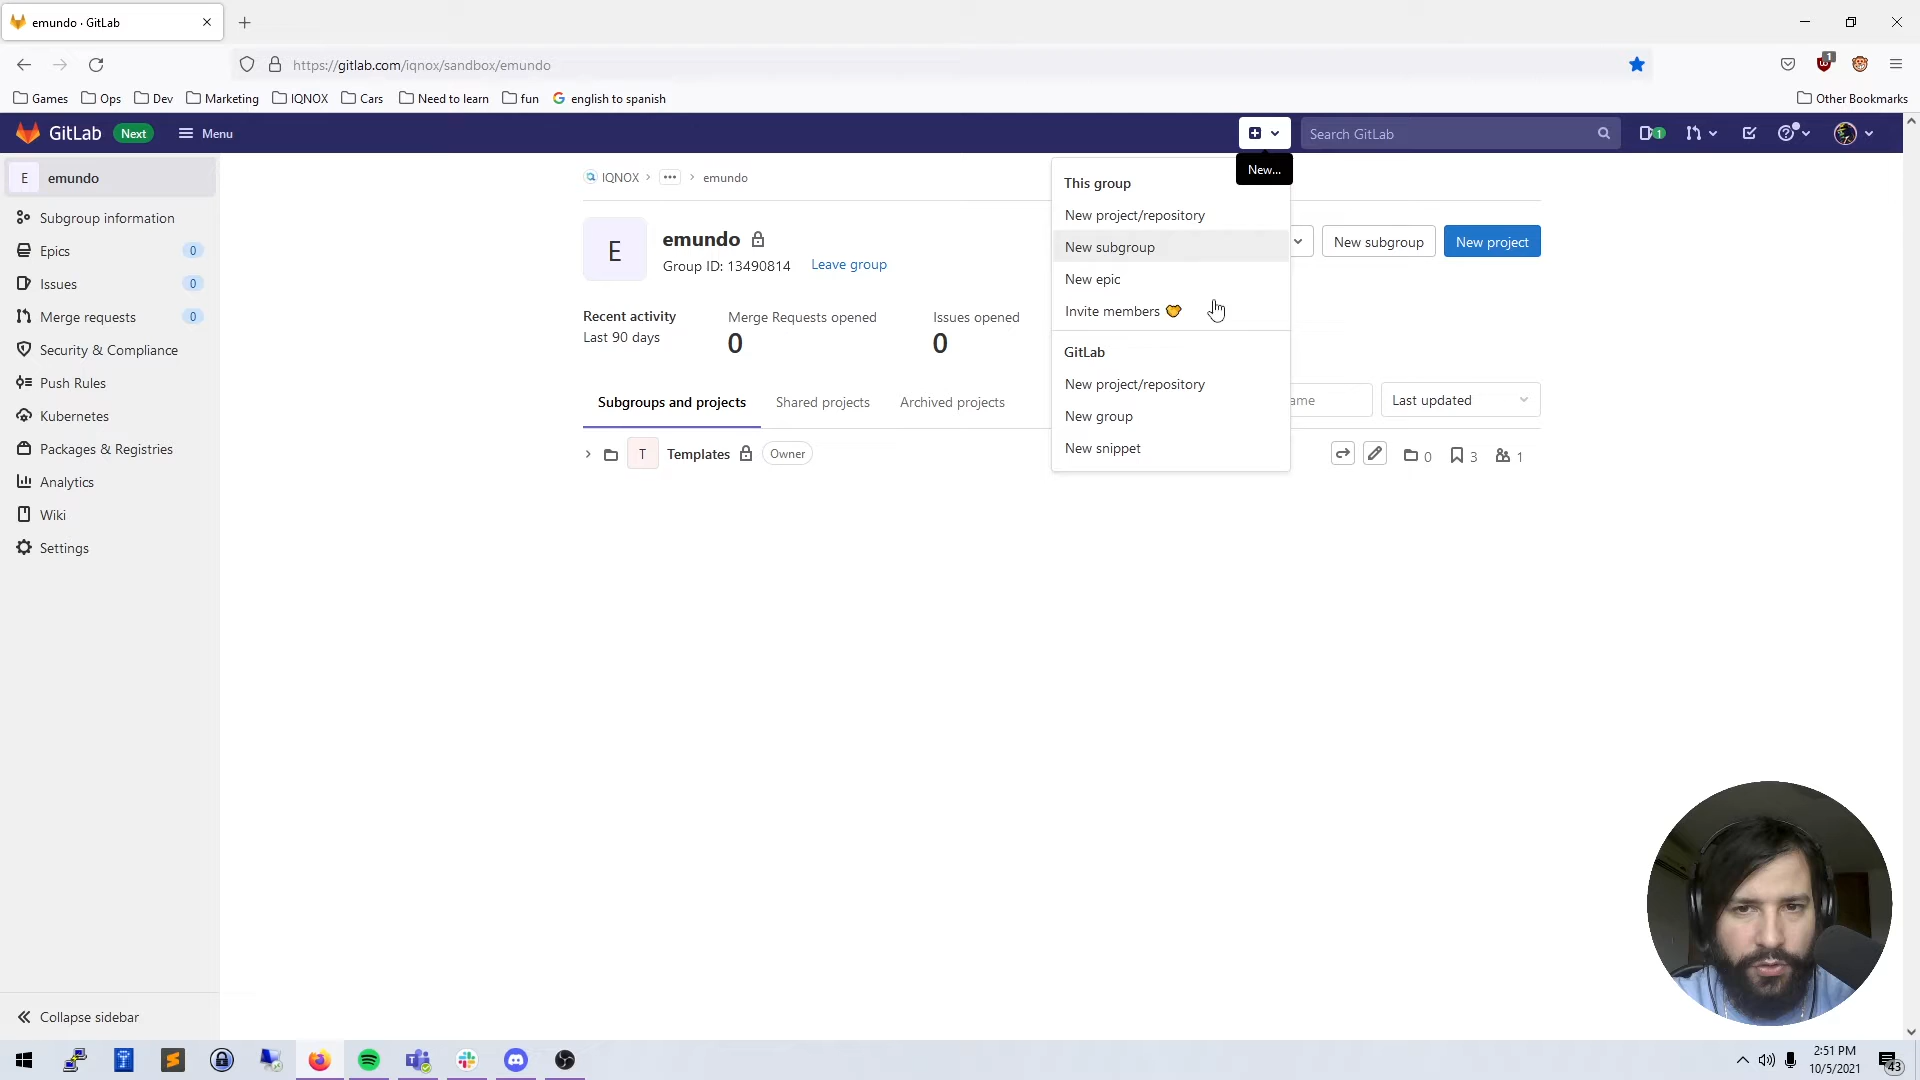 emundo · GitLab
https://gitlab.com/iqnox/sandbox/emundo
1
Games Ops Dev Marketing IQNOX Cars Need to learn fun english to spanish Other Bookmarks
GitLab Next Menu Search GitLab 1
New...
E emundo
Subgroup information
Epics 0
Issues 0
Merge requests 0
Security & Compliance
Push Rules
Kubernetes
Packages & Registries
Analytics
Wiki
Settings
Collapse sidebar
IQNOX > ••• > emundo
E
emundo
Group ID: 13490814 Leave group
New subgroup New project
Recent activity
Last 90 days
Merge Requests opened
0
Issues opened
0
Subgroups and projects Shared projects Archived projects
ame Last updated
T Templates Owner
0 3 1
This group
New project/repository
New subgroup
New epic
Invite members
GitLab
New project/repository
New group
New snippet
2:51 PM
10/5/2021
43